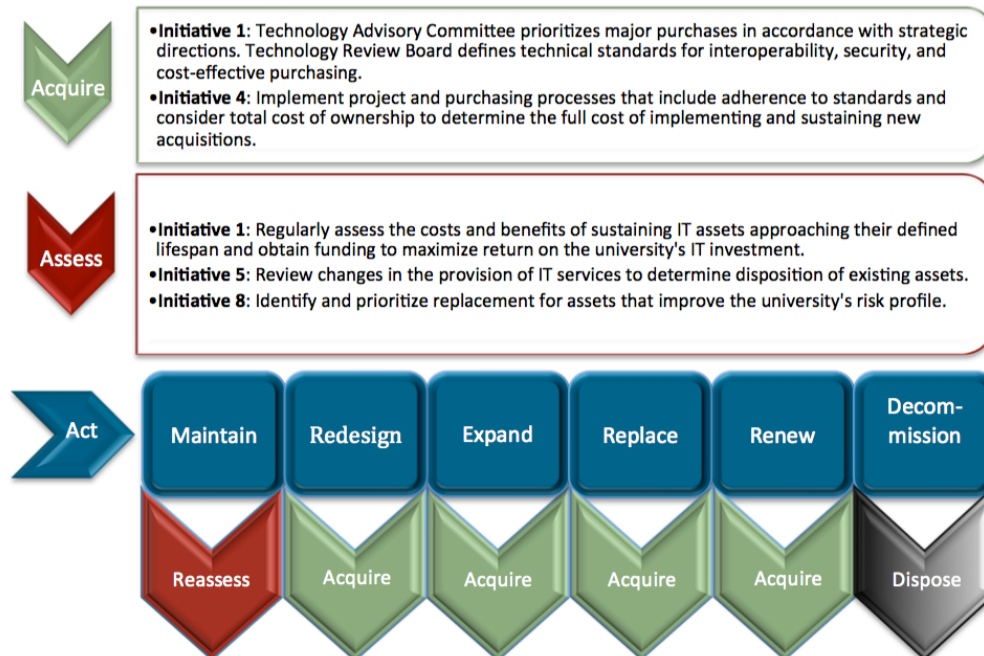 Acquire
•Initiative 1: Technology Advisory Committee prioritizes major purchases in accordance with strategic
directions. Technology Review Board defines technical standards for interoperability, security, and
cost-effective purchasing.
•Initiative 4: Implement project and purchasing processes that include adherence to standards and
consider total cost of ownership to determine the full cost of implementing and sustaining new
acquisitions.
Assess
•Initiative 1: Regularly assess the costs and benefits of sustaining IT assets approaching their defined
lifespan and obtain funding to maximize return on the university's IT investment.
•Initiative 5: Review changes in the provision of IT services to determine disposition of existing assets.
•Initiative 8: Identify and prioritize replacement for assets that improve the university's risk profile.
Act
Maintain
Redesign
Expand
Replace
Renew
Decom-
mission
Reassess
Acquire
Acquire
Acquire
Acquire
Dispose